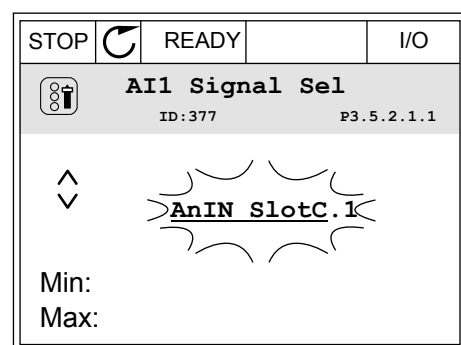 STOP READY I/O
AI1 Signal Sel
ID:377 P3.5.2.1.1
AnIN SlotC.1
Min:
Max: